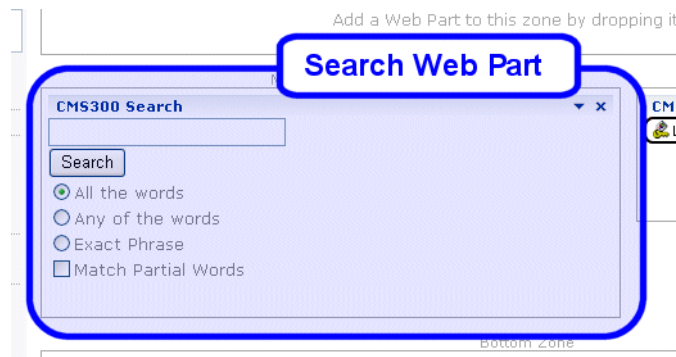 Add a Web Part to this zone by dropping it
Search Web Part
CMS300 Search
CM
Search
All the words
Any of the words
Exact Phrase
Match Partial Words
Bottom Zone